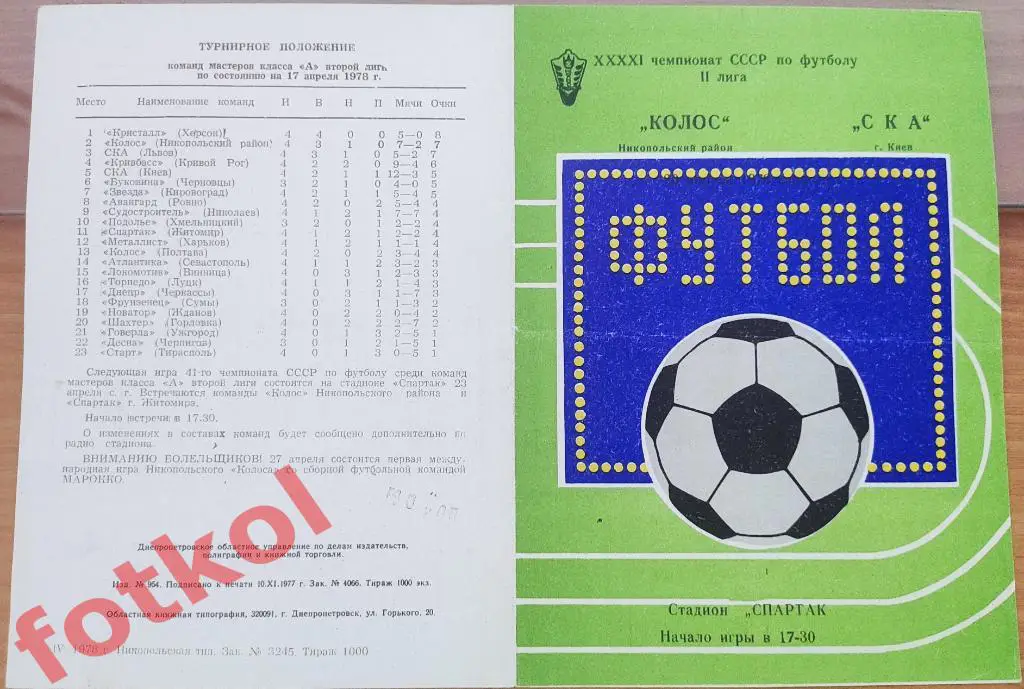 ТУРНИРНОЕ ПОЛОЖЕНИЕ
команд мастеров класса «А» второй лиги
по состоянию на 17 апреля 1978 г.
Место Наименование команд И В Н П Мячи Очки
1 «Кристалл» (Херсон) 4 4 0 0 5—0 8
2 «Колос» (Никопольский район) 4 3 1 0 7—2 7
3 СКА (Львов) 4 3 1 0 5—2 7
4 «Кривбасс» (Кривой Рог) 4 2 2 0 9—4 6
5 СКА (Киев) 4 2 1 1 12—3 5
6 «Буковина» (Черновцы) 3 2 1 0 4—0 5
7 «Звезда» (Кировоград) 4 2 1 1 5—4 5
8 «Авангард» (Ровно) 4 2 0 2 5—4 4
9 «Судостроитель» (Николаев) 4 1 2 1 7—7 4
10 «Подолье» (Хмельницкий) 3 2 0 1 2—2 4
11 «Спартак» (Житомир) 4 1 2 1 2—2 4
12 «Металлист» (Харьков) 4 1 2 1 1—1 4
13 «Колос» (Полтава) 4 2 0 2 3—4 4
14 «Атлантика» (Севастополь) 4 1 1 2 3—2 3
15 «Локомотив» (Винница) 4 0 3 1 2—3 3
16 «Торпедо» (Луцк) 4 1 1 2 1—4 3
17 «Днепр» (Черкассы) 4 0 3 1 1—7 3
18 «Фрунзенец» (Сумы) 3 0 2 1 1—3 2
19 «Новатор» (Жданов) 4 0 2 2 0—4 2
20 «Шахтер» (Горловка) 4 0 2 2 2—7 2
21 «Говерла» (Ужгород) 4 0 1 3 2—5 1
22 «Десна» (Чернигов) 3 0 1 2 1—5 1
23 «Старт» (Тирасполь) 4 0 1 3 0—5 1
Следующая игра 41-го чемпионата СССР по футболу среди команд
мастеров класса «А» второй лиги состоится на стадионе «Спартак» 23
апреля с. г. Встречаются команды «Колос» Никопольского района и
«Спартак» г. Житомира.
Начало встречи в 17.30.
О изменениях в составах команд будет сообщено дополнительно по
радио стадиона.
ВНИМАНИЮ БОЛЕЛЬЩИКОВ! 27 апреля состоится первая между-
народная игра Никопольского «Колоса» со сборной футбольной командой
МАРОККО.
Днепропетровское областное управление по делам издательств,
полиграфии и книжной торговли.
Изд. № 964. Подписано к печати 10.XI.1977 г. Зак. № 4066. Тираж 1000 экз.
Областная книжная типография, 320091, г. Днепропетровск, ул. Горького, 20.
IV 1978 г. Никопольская тип. Зак. № 3245. Тираж 1000
fotkol
XXXXI чемпионат СССР по футболу
II лига
„КОЛОС“ „СКА“
Никопольский район г. Киев
ФУТБОЛ
Стадион „СПАРТАК
Начало игры в 17-30